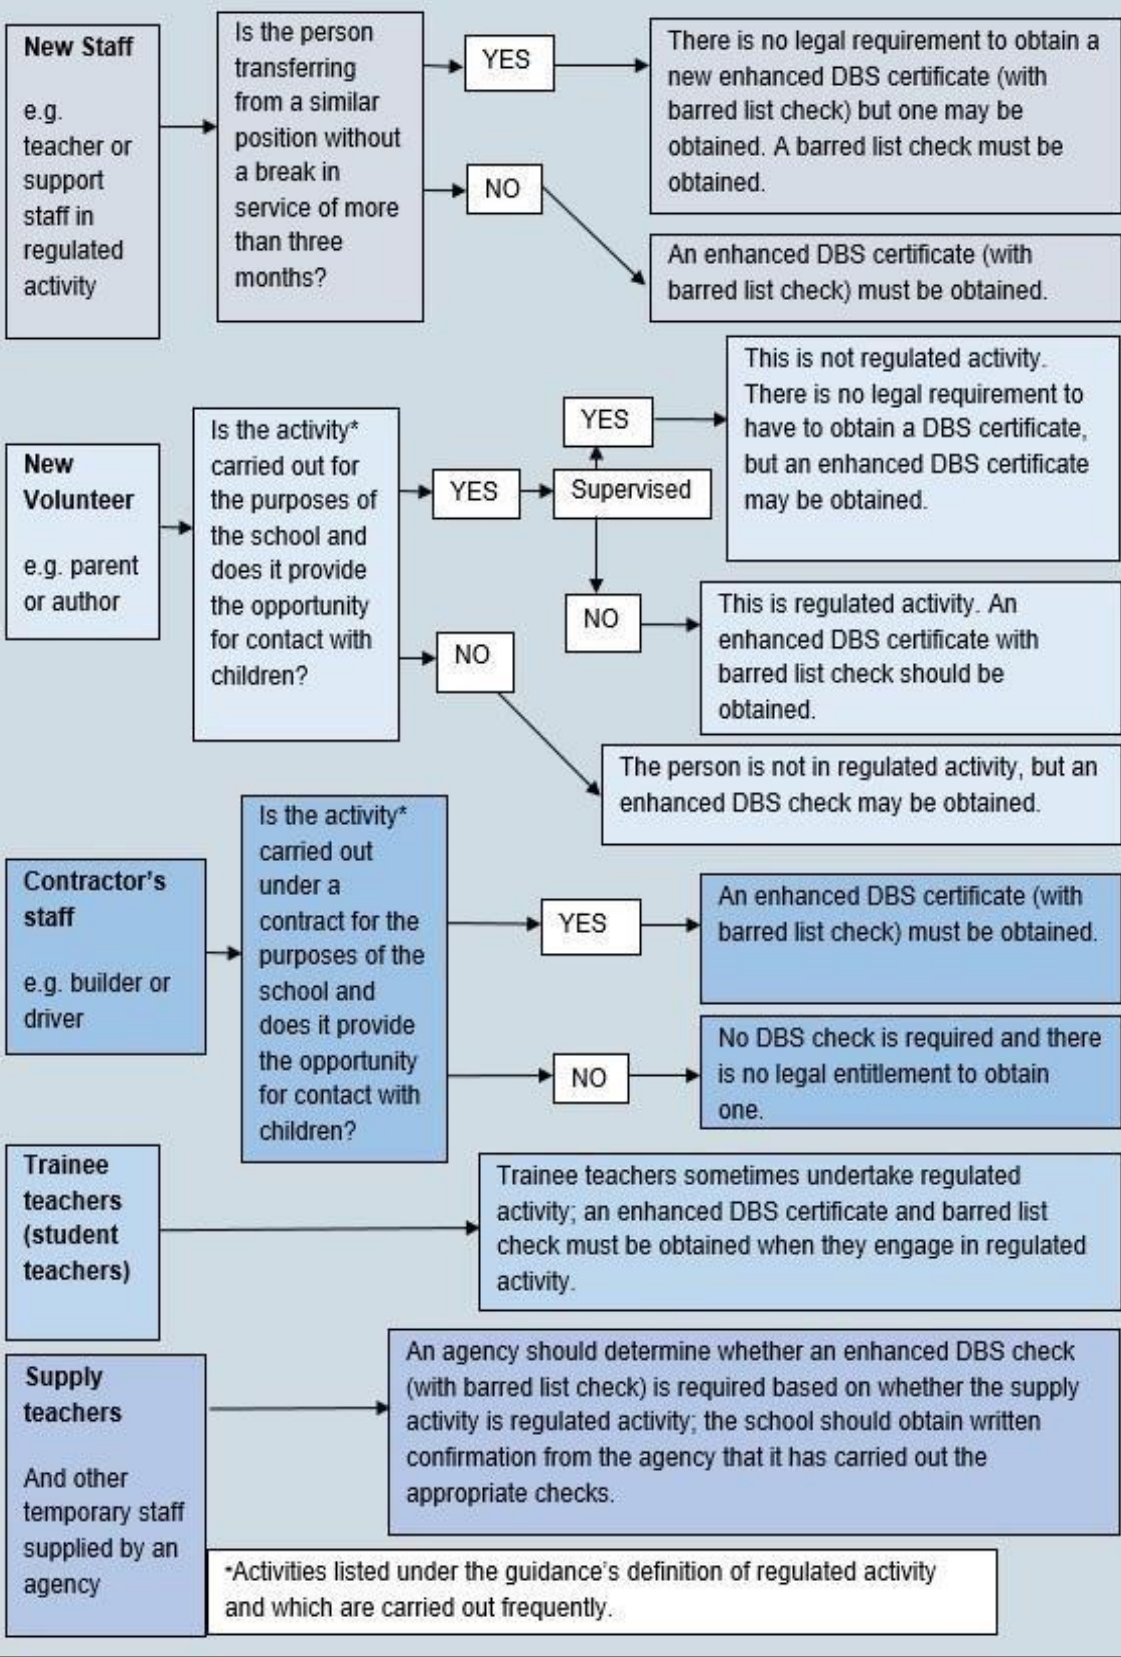 New Staff
e.g.
teacher or
support
staff in
regulated
activity
Is the person
transferring
from a similar
position without
a break in
service of more
than three
months?
YES
There is no legal requirement to obtain a
new enhanced DBS certificate (with
barred list check) but one may be
obtained. A barred list check must be
obtained.
NO
An enhanced DBS certificate (with
barred list check) must be obtained.
New
Volunteer
e.g. parent
or author
Is the activity*
carried out for
the purposes of
the school and
does it provide
the opportunity
for contact with
children?
YES
Supervised
YES
This is not regulated activity.
There is no legal requirement to
have to obtain a DBS certificate,
but an enhanced DBS certificate
may be obtained.
NO
This is regulated activity. An
enhanced DBS certificate with
barred list check should be
obtained.
NO
The person is not in regulated activity, but an
enhanced DBS check may be obtained.
Contractor's
staff
e.g. builder or
driver
Is the activity*
carried out
under a
contract for the
purposes of the
school and
does it provide
the opportunity
for contact with
children?
YES
An enhanced DBS certificate (with
barred list check) must be obtained.
NO
No DBS check is required and there
is no legal entitlement to obtain
one.
Trainee
teachers
(student
teachers)
Trainee teachers sometimes undertake regulated
activity; an enhanced DBS certificate and barred list
check must be obtained when they engage in regulated
activity.
Supply
teachers
And other
temporary staff
supplied by an
agency
An agency should determine whether an enhanced DBS check
(with barred list check) is required based on whether the supply
activity is regulated activity; the school should obtain written
confirmation from the agency that it has carried out the
appropriate checks.
*Activities listed under the guidance's definition of regulated activity
and which are carried out frequently.